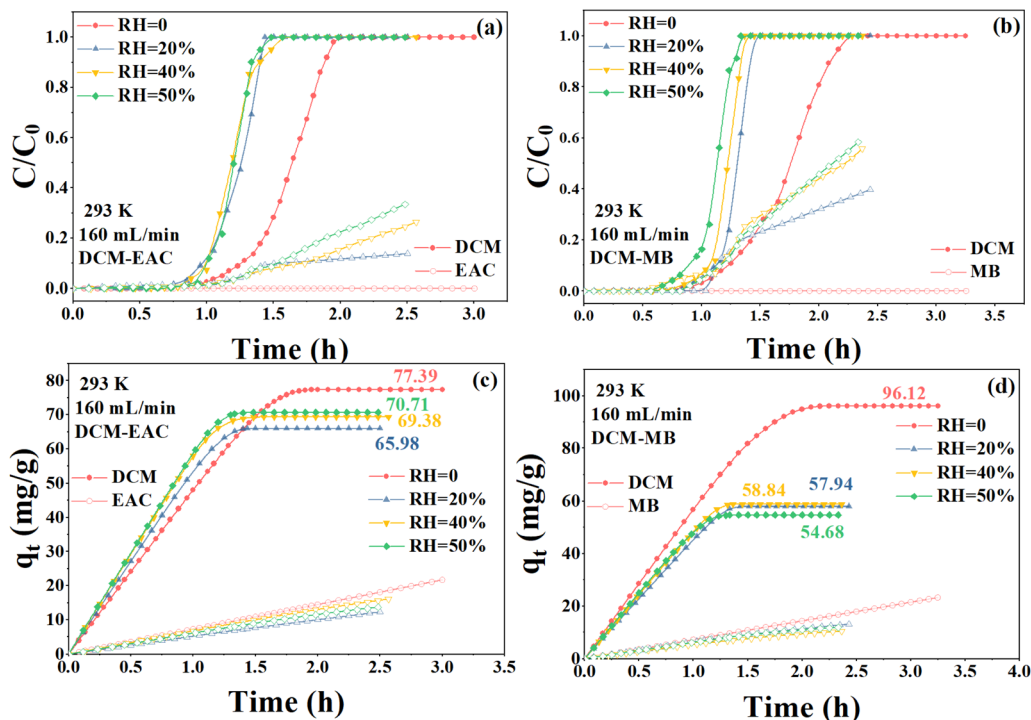 (a)
RH=0
RH=20%
RH=40%
RH=50%
293 K
160 mL/min
DCM-EAC
DCM
EAC
C/C0
1.0
0.8
0.6
0.4
0.2
0.0
0.0 0.5 1.0 1.5 2.0 2.5 3.0
Time (h)
(b)
RH=0
RH=20%
RH=40%
RH=50%
293 K
160 mL/min
DCM-MB
DCM
MB
C/C0
1.0
0.8
0.6
0.4
0.2
0.0
0.0 0.5 1.0 1.5 2.0 2.5 3.0 3.5
Time (h)
(c)
293 K
160 mL/min
DCM-EAC
77.39
70.71
69.38
65.98
DCM
EAC
RH=0
RH=20%
RH=40%
RH=50%
qt (mg/g)
80
70
60
50
40
30
20
10
0
0.0 0.5 1.0 1.5 2.0 2.5 3.0 3.5
Time (h)
(d)
293 K
160 mL/min
DCM-MB
96.12
58.84
57.94
54.68
DCM
MB
RH=0
RH=20%
RH=40%
RH=50%
qt (mg/g)
100
80
60
40
20
0
0.0 0.5 1.0 1.5 2.0 2.5 3.0 3.5 4.0
Time (h)